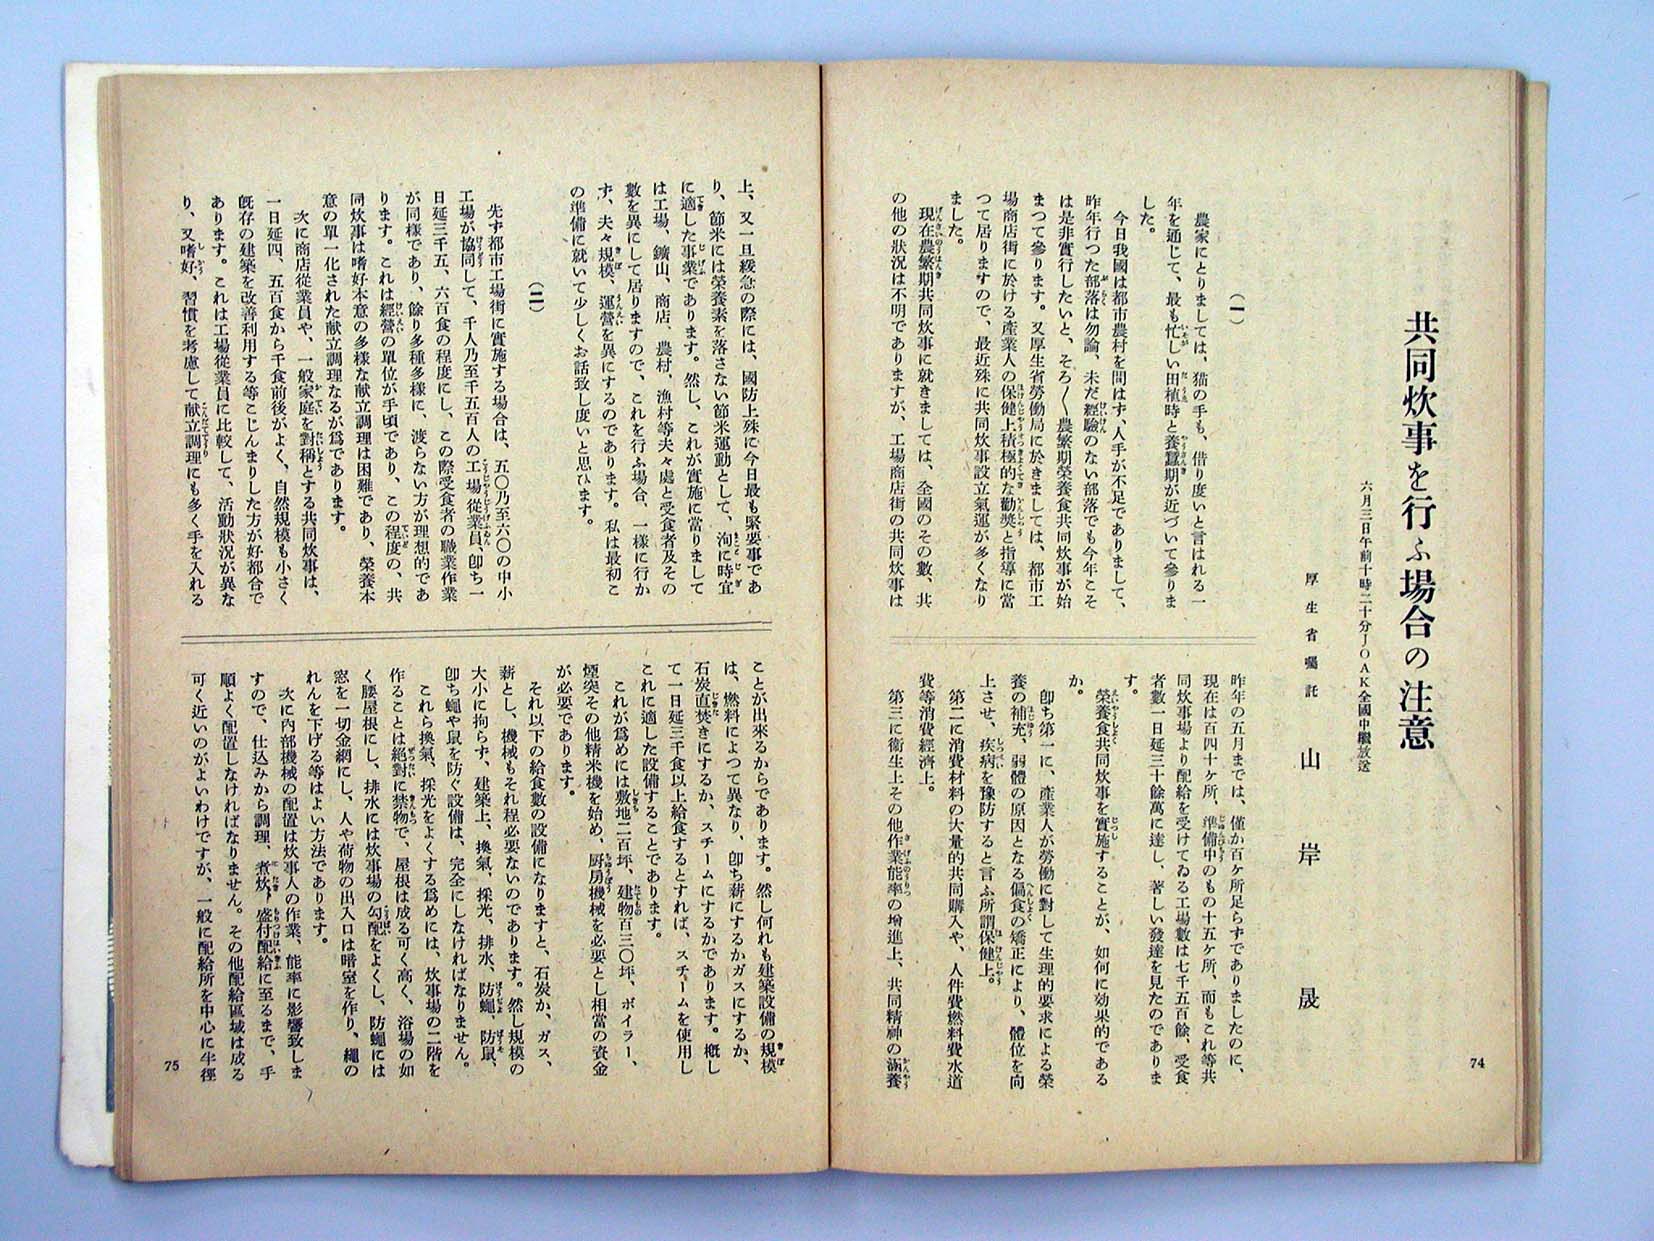 共同炊事を行ふ場合の注意
六月三日午前十時二十分JOAK全國中繼放送
厚生省囑託 山岸晟
(一)
農家にとりましては、猫の手も、借り度いと言はれる一
年を通じて、最も忙しい田植時と養蠶期が近づいて參りま
した。
今日我國は都市農村を問はず、人手が不足でありまして、
昨年行つた部落は勿論、未だ經驗のない部落でも今年こそ
は是非實行したいと、そろ〳〵農繁期榮養食共同炊事が始
まつて參ります。又厚生省勞働局に於きましては、都市工
場商店街に於ける産業人の保健上積極的な勸奬と指導に當
つて居りますので、最近殊に共同炊事設立氣運が多くなり
ました。
現在農繁期共同炊事に就きましては、全國のその數、共
の他の狀況は不明でありますが、工場商店街の共同炊事は
昨年の五月までは、僅か百ヶ所足らずでありましたのに、
現在は百四十ヶ所、準備中のもの十五ヶ所、而もこれ等共
同炊事場より配給を受けてゐる工場數は七千五百餘、受食
者數一日延三十餘萬に達し、著しい發達を見たのでありま
す。
榮養食共同炊事を實施することが、如何に効果的である
か。
卽ち第一に、産業人が勞働に對して生理的要求による榮
養の補充、弱體の原因となる偏食の矯正により、體位を向
上させ、疾病を豫防すると言ふ所謂保健上。
第二に消費材料の大量的共同購入や、人件費燃料費水道
費等消費經濟上。
第三に衞生上その他作業能率の增進上、共同精神の涵養
74
上、又一旦緩急の際には、國防上殊に今日最も緊要事であ
り、節米には榮養素を落さない節米運動として、洵に時宜
に適した事業であります。然し、これが實施に當りまして
は工場、鑛山、商店、農村、漁村等夫々處と受食者及その
數を異にして居りますので、これを行ふ場合、一樣に行か
ず、夫々規模、運營を異にするのであります。私は最初こ
の準備に就いて少しくお話致し度いと思ひます。
(二)
先ず都市工場街に實施する場合は、五〇乃至六〇の中小
工場が協同して、千人乃至千五百人の工場從業員、卽ち一
日延三千五、六百食の程度にし、この際受食者の職業作業
が同樣であり、餘り多種多樣に、渡らない方が理想的であ
ります。これは經營の單位が手頃であり、この程度の、共
同炊事は嗜好本意の多樣な献立調理は困難であり、榮養本
意の單一化された献立調理なるが爲であります。
次に商店從業員や、一般家庭を對稱とする共同炊事は、
一日延四、五百食から千食前後がよく、自然規模も小さく
旣存の建築を改善利用する等こじんまりした方が好都合で
あります。これは工場從業員に比較して、活動狀況が異な
り、又嗜好、習慣を考慮して献立調理にも多く手を入れる
ことが出來るからであります。然し何れも建築設備の規模
は、燃料によつて異なり、卽ち薪にするかガスにするか、
石炭直焚きにするか、スチームにするかであります。槪し
て一日延三千食以上給食するとすれば、スチームを使用し
これに適した設備することであります。
これが爲めには敷地二百坪、建物百三〇坪、ボイラー、
煙突その他精米機を始め、厨房機械を必要とし相當の資金
が必要であります。
それ以下の給食數の設備になりますと、石炭か、ガス、
薪とし、機械もそれ程必要ないのであります。然し規模の
大小に拘らず、建築上、換氣、採光、排水、防蠅、防鼠、
卽ち蠅や鼠を防ぐ設備は、完全にしなければなりません。
これら換氣、採光をよくする爲めには、炊事場の二階を
作ることは絕對に禁物で、屋根は成る可く高く、浴場の如
く腰屋根にし、排水には炊事場の勾配をよくし、防蠅には
窓を一切金網にし、人や荷物の出入口は暗室を作り、繩の
れんを下げる等はよい方法であります。
次に內部機械の配置は炊事人の作業、能率に影響致しま
すので、仕込みから調理、煮炊、盛付配給に至るまで、手
順よく配置しなければなりません。その他配給區域は成る
可く近いのがよいわけですが、一般に配給所を中心に半徑
75